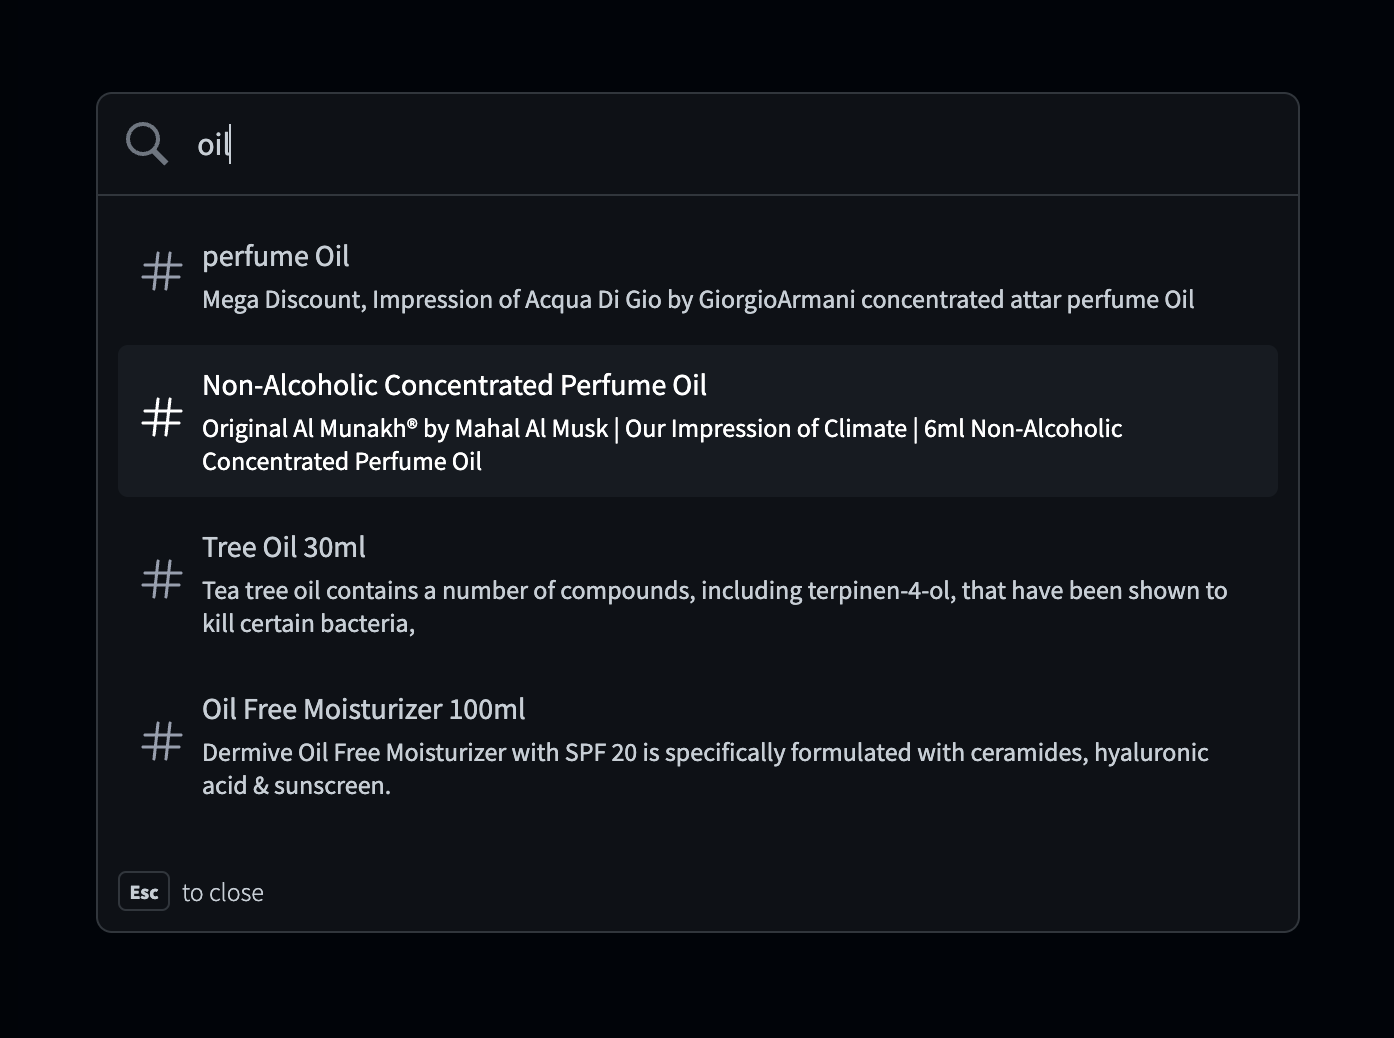 oil
perfume Oil
Mega Discount, Impression of Acqua Di Gio by GiorgioArmani concentrated attar perfume Oil
Non-Alcoholic Concentrated Perfume Oil
Original Al Munakh® by Mahal Al Musk | Our Impression of Climate | 6ml Non-Alcoholic
Concentrated Perfume Oil
Tree Oil 30ml
Tea tree oil contains a number of compounds, including terpinen-4-ol, that have been shown to
kill certain bacteria,
Oil Free Moisturizer 100ml
Dermive Oil Free Moisturizer with SPF 20 is specifically formulated with ceramides, hyaluronic
acid & sunscreen.
Esc to close